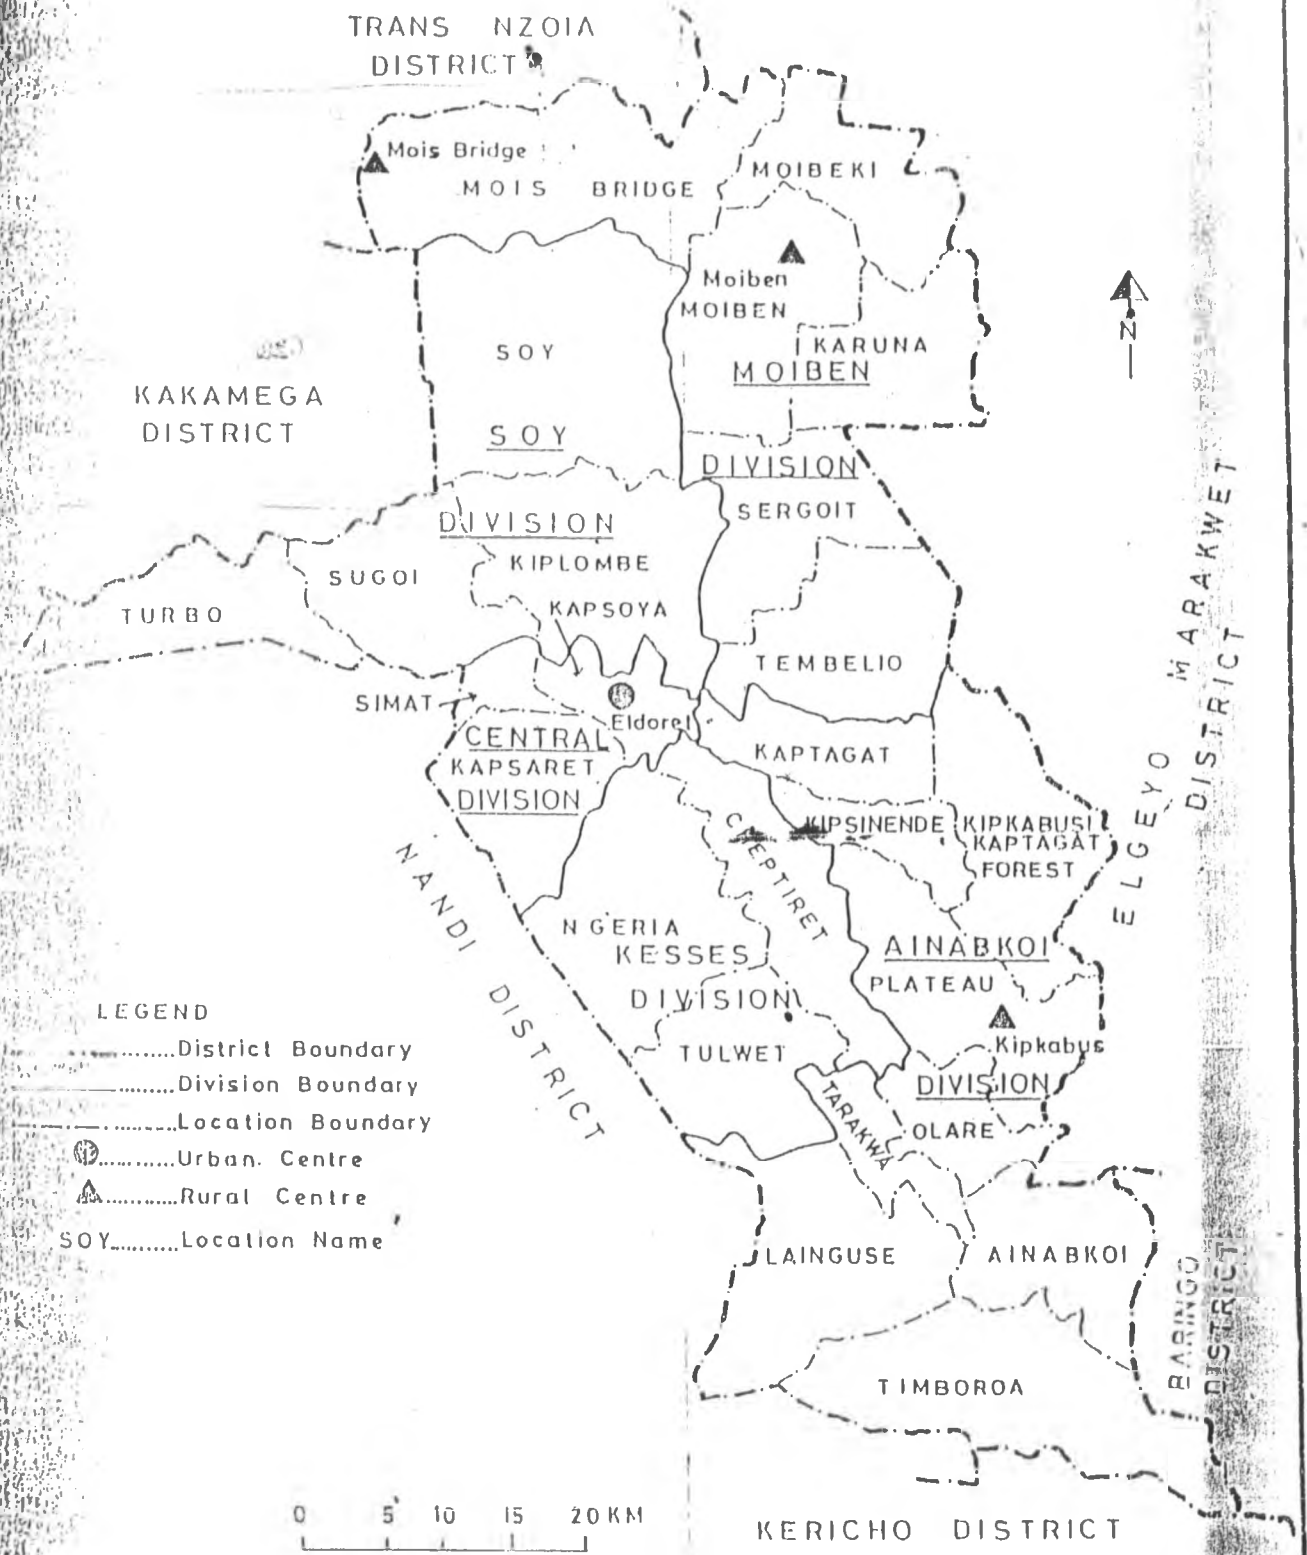 TRANS NZOIA
DISTRICT
Mois Bridge
MOIS BRIDGE
MOIBEKI
Moiben
MOIBEN
KARUNA
MOIBEN
DIVISION
N
SOY
SOY
DIVISION
KAKAMEGA
DISTRICT
SERGOIT
KIPLOMBE
SUGOI
KAPSOYA
TURBO
TEMBELIO
SIMAT
Eldoret
CENTRAL
KAPSARET
DIVISION
KAPTAGAT
CHEPTIRET
KIPSINENDE
KIPKABUSI
KAPTAGAT
FOREST
ELGEYO MARAKWET
DISTRICT
NANDI DISTRICT
NGERIA
KESSES
DIVISION
AINABKOI
PLATEAU
Kipkabus
DIVISION
TULWET
TARAKWA
OLARE
LAINGUSE
AINABKOI
BARINGO
DISTRICT
TIMBOROA
LEGEND
District Boundary
Division Boundary
Location Boundary
Urban. Centre
Rural Centre
SOY Location Name
0 5 10 15 20 KM
KERICHO DISTRICT